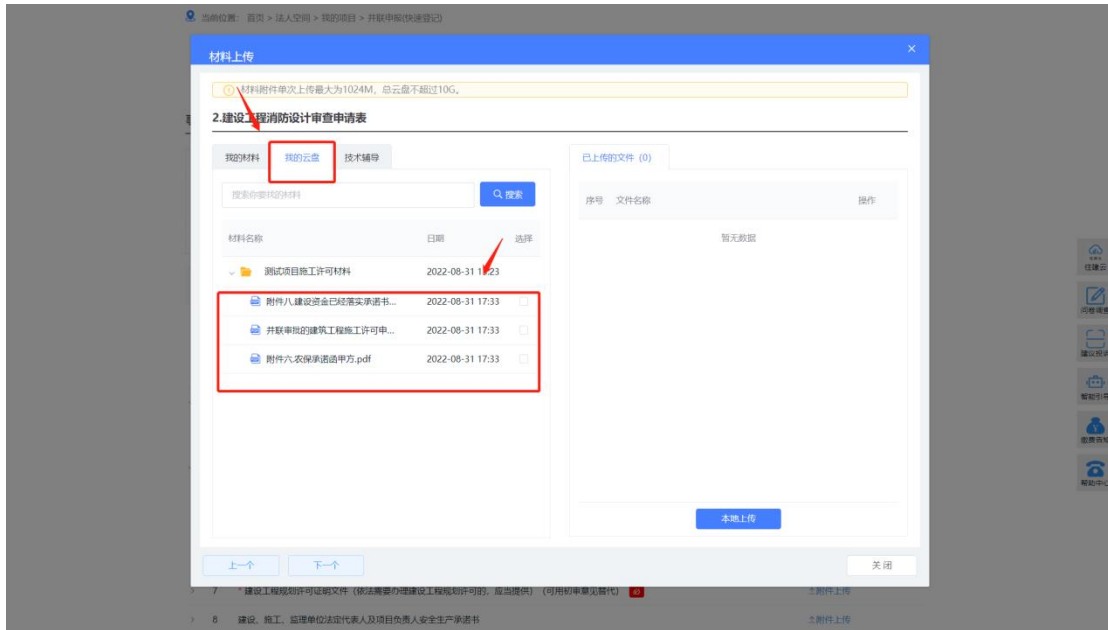 当前位置: 首页 > 法人空间 > 我的项目 > 并联申报(快速登记)
材料上传
材料附件单次上传最大为1024M, 总云盘不超过10G。
2.建设工程消防设计审查申请表
我的材料 我的云盘 技术辅导
搜索你要找的材料 搜索
材料名称 日期 选择
测试项目施工许可材料 2022-08-31 17:23
附件八.建设资金已经落实承诺书... 2022-08-31 17:33
并联审批的建筑工程施工许可申... 2022-08-31 17:33
附件六.农保承诺函甲方.pdf 2022-08-31 17:33
已上传的文件 (0)
序号 文件名称 操作
暂无数据
本地上传
上一个 下一个 关闭
7 *建设工程规划许可证明文件 (依法需要办理建设工程规划许可的, 应当提供) (可用初审意见替代) 附件上传
8 建设、施工、监理单位法定代表人及项目负责人安全生产承诺书 附件上传
住建云
问卷调查
建议投诉
智能引导
帮助中心